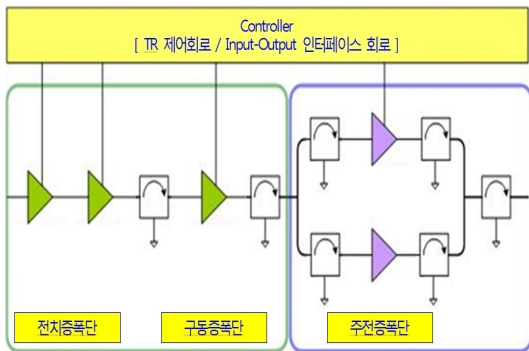 Controller
[ TR 제어회로 / Input-Output 인터페이스 회로 ]
전치증폭단
구동증폭단
주전증폭단